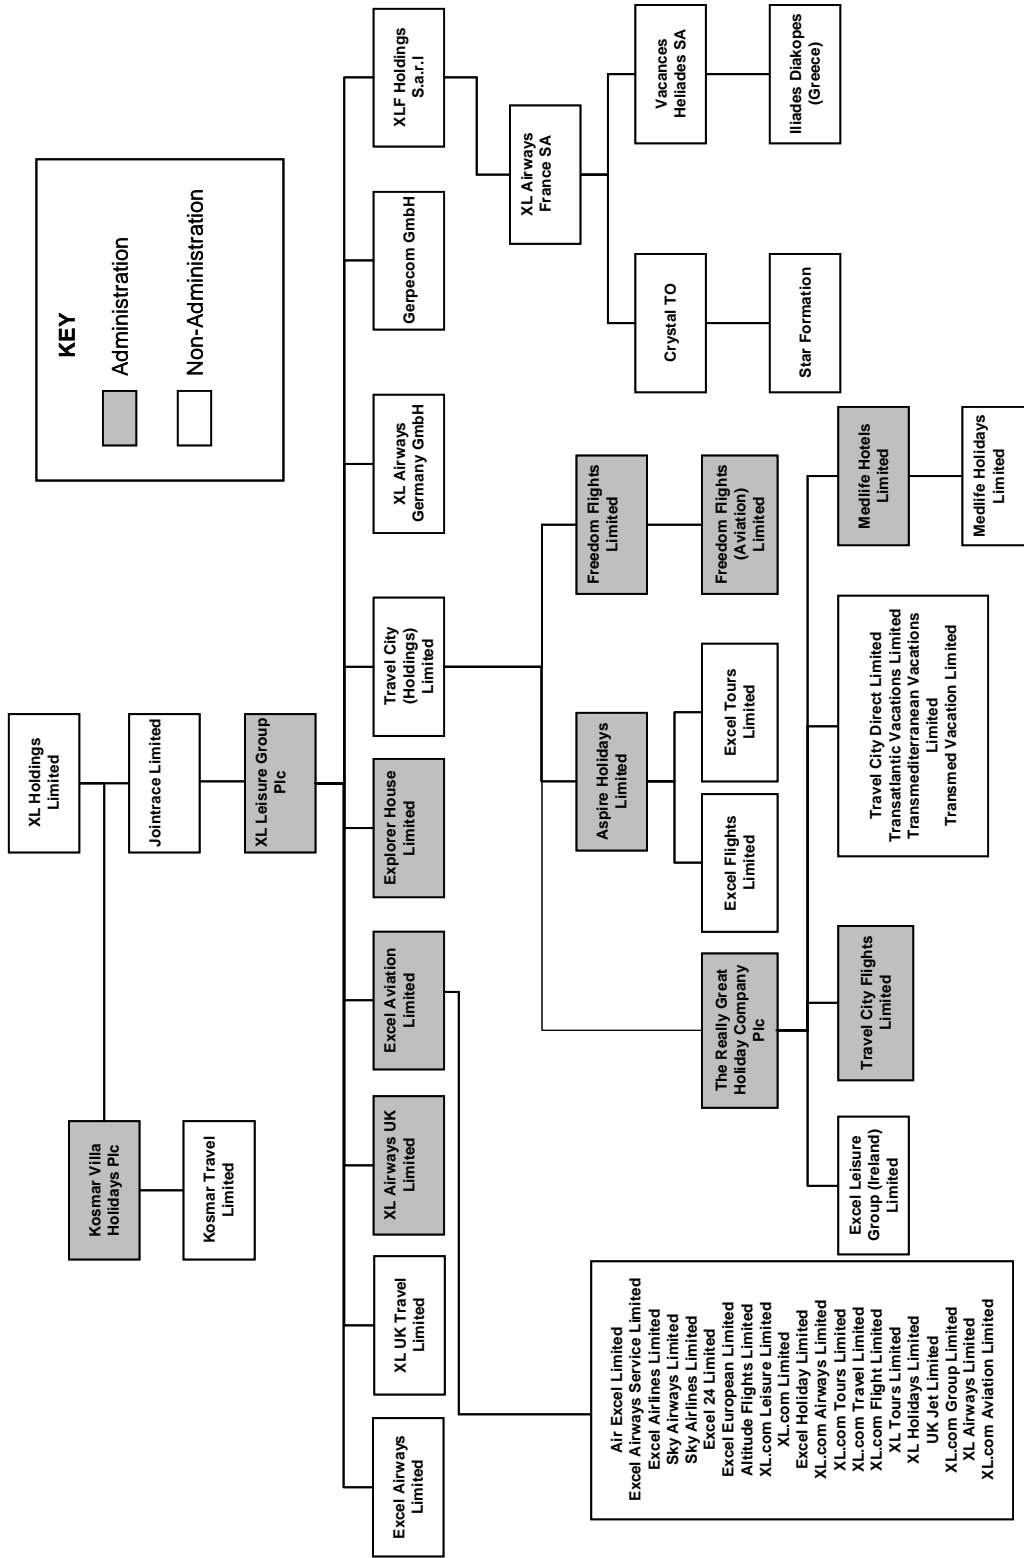 KEY
Administration
Non-Administration
XL Holdings
Limited
Kosmar Villa
Holidays Plc
Jointrace Limited
Kosmar Travel
Limited
XL Leisure Group
Plc
Excel Airways
Limited
XL UK Travel
Limited
XL Airways UK
Limited
Excel Aviation
Limited
Explorer House
Limited
Travel City
(Holdings)
Limited
XL Airways
Germany GmbH
Gerpecom GmbH
XLF Holdings
S.a.r.l
XL Airways
France SA
Aspire Holidays
Limited
Freedom Flights
Limited
Crystal TO
Vacances
Heliades SA
The Really Great
Holiday Company
Plc
Excel Flights
Limited
Excel Tours
Limited
Freedom Flights
(Aviation)
Limited
Star Formation
Iliades Diakopes
(Greece)
Air Excel Limited
Excel Airways Service Limited
Excel Airlines Limited
Sky Airways Limited
Sky Airlines Limited
Excel 24 Limited
Excel European Limited
Altitude Flights Limited
XL.com Leisure Limited
XL.com Limited
Excel Holiday Limited
XL.com Airways Limited
XL.com Tours Limited
XL.com Travel Limited
XL.com Flight Limited
XL Tours Limited
XL Holidays Limited
UK Jet Limited
XL.com Group Limited
XL Airways Limited
XL.com Aviation Limited
Excel Leisure
Group (Ireland)
Limited
Travel City Flights
Limited
Travel City Direct Limited
Transatlantic Vacations Limited
Transmediterranean Vacations
Limited
Transmed Vacation Limited
Medlife Hotels
Limited
Medlife Holidays
Limited